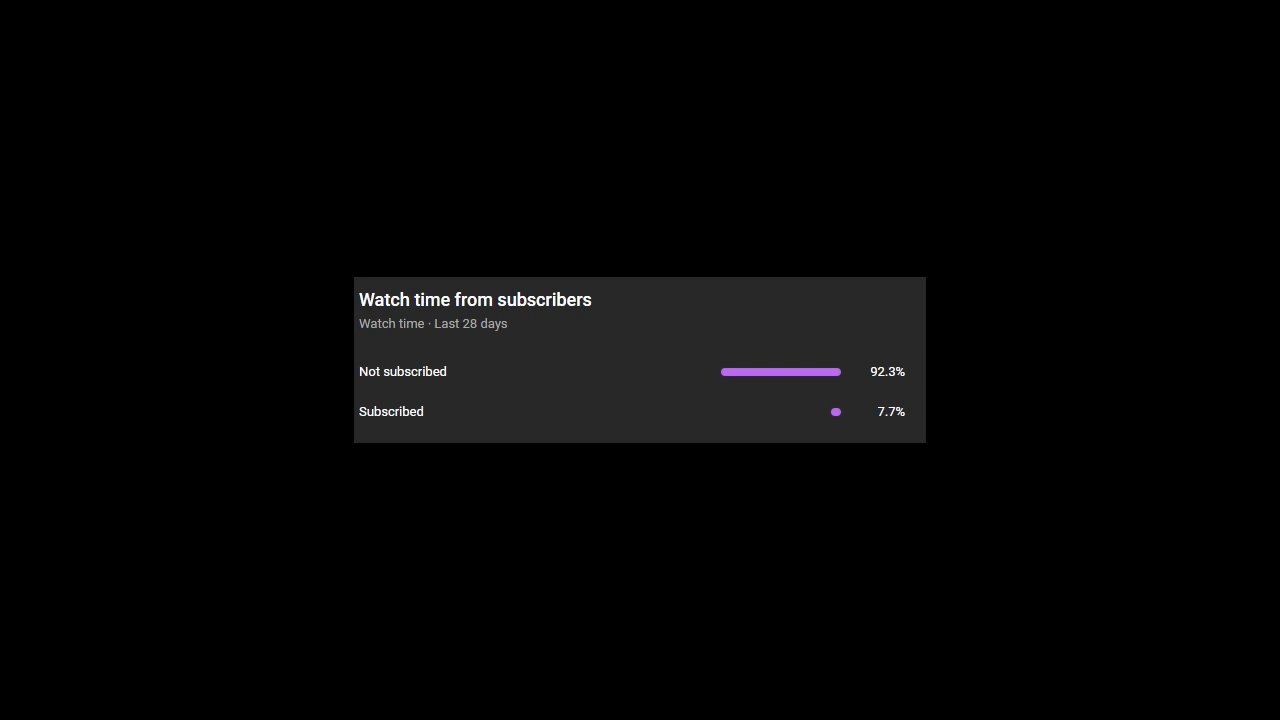 Watch time from subscribers
Watch time · Last 28 days
Not subscribed 92.3%
Subscribed 7.7%